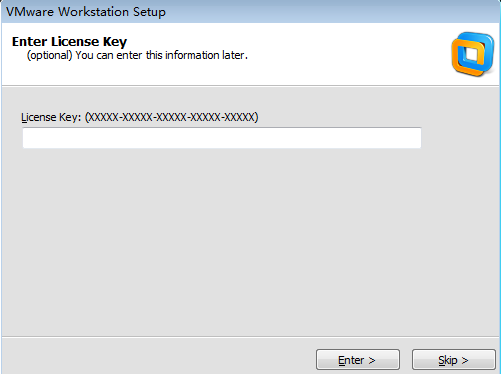 VMware Workstation Setup
Enter License Key
(optional) You can enter this information later.
License Key: (XXXXX-XXXXX-XXXXX-XXXXX-XXXXX)
Enter >
Skip >